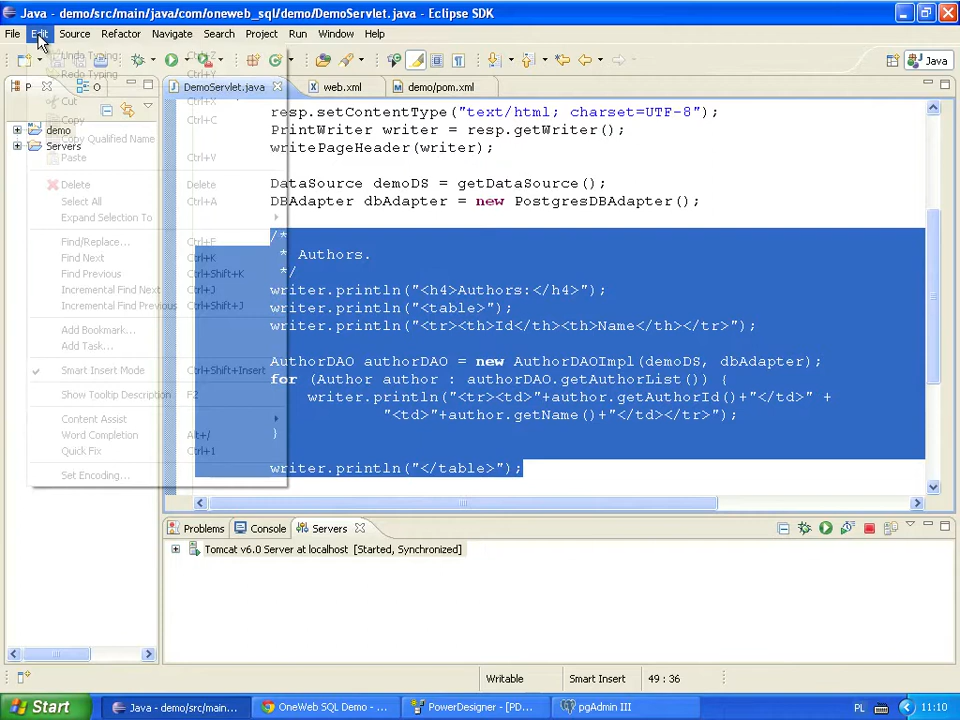 Java - demo/src/main/java/com/oneweb_sql/demo/DemoServlet.java - Eclipse SDK
File Edit Source Refactor Navigate Search Project Run Window Help
Java
P O DemoServlet.java web.xml demo/pom.xml
demo
Servers
Undo Typing Ctrl+Z
Redo Typing Ctrl+Y
Cut Ctrl+X
Copy Ctrl+C
Copy Qualified Name
Paste Ctrl+V
Delete Delete
Select All Ctrl+A
Expand Selection To
Find/Replace... Ctrl+F
Find Next Ctrl+K
Find Previous Ctrl+Shift+K
Incremental Find Next Ctrl+J
Incremental Find Previous Ctrl+Shift+J
Add Bookmark...
Add Task...
Smart Insert Mode Ctrl+Shift+Insert
Show Tooltip Description F2
Content Assist
Word Completion Alt+/
Quick Fix Ctrl+1
Set Encoding...
resp.setContentType("text/html; charset=UTF-8");
PrintWriter writer = resp.getWriter();
writePageHeader(writer);
DataSource demoDS = getDataSource();
DBAdapter dbAdapter = new PostgresDBAdapter();
/*
* Authors.
*/
writer.println("<h4>Authors:</h4>");
writer.println("<table>");
writer.println("<tr><th>Id</th><th>Name</th></tr>");
AuthorDAO authorDAO = new AuthorDAOImpl(demoDS, dbAdapter);
for (Author author : authorDAO.getAuthorList()) {
writer.println("<tr><td>"+author.getAuthorId()+"</td>" +
"<td>"+author.getName()+"</td></tr>");
}
writer.println("</table>");
Problems Console Servers
Tomcat v6.0 Server at localhost [Started, Synchronized]
Writable Smart Insert 49 : 36
Start Java - demo/src/main... OneWeb SQL Demo - ... PowerDesigner - [PD... pgAdmin III PL 11:10